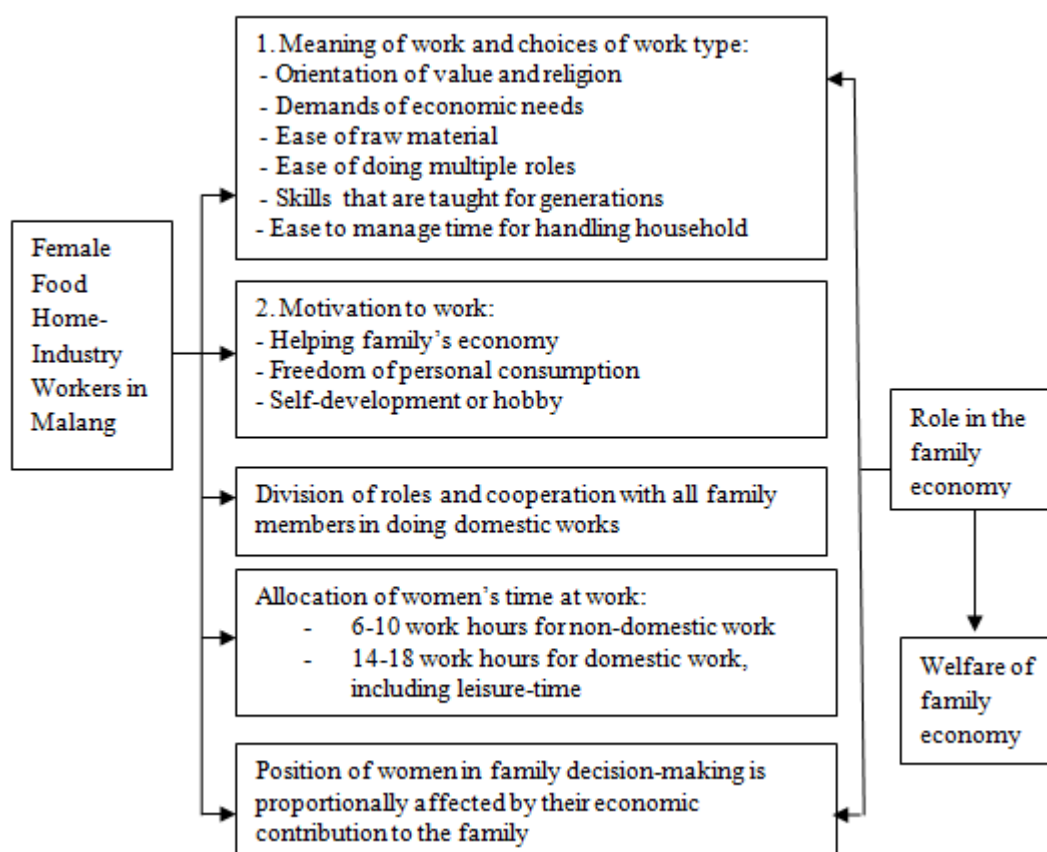 Female
Food
Home-
Industry
Workers in
Malang
1. Meaning of work and choices of work type:
- Orientation of value and religion
- Demands of economic needs
- Ease of raw material
- Ease of doing multiple roles
- Skills that are taught for generations
- Ease to manage time for handling household
2. Motivation to work:
- Helping family's economy
- Freedom of personal consumption
- Self-development or hobby
Division of roles and cooperation with all family
members in doing domestic works
Allocation of women's time at work:
- 6-10 work hours for non-domestic work
- 14-18 work hours for domestic work,
including leisure-time
Position of women in family decision-making is
proportionally affected by their economic
contribution to the family
Role in the
family
economy
Welfare of
family
economy